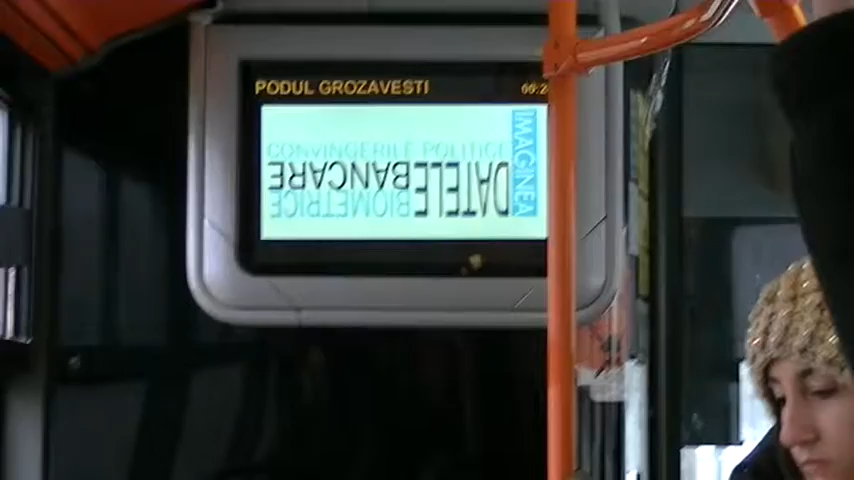 PODUL GROZAVESTI
CONVINGERILE POLITICE
DATELE BANCARE
BIOMETRICE
IMAGINEA